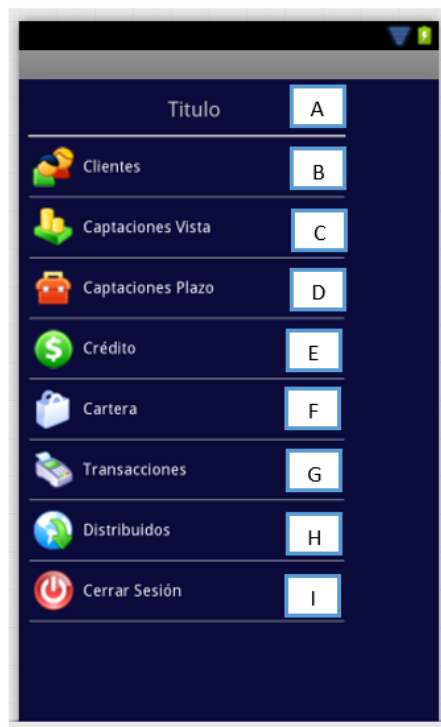 Titulo A
Clientes B
Captaciones Vista C
Captaciones Plazo D
Crédito E
Cartera F
Transacciones G
Distribuidos H
Cerrar Sesión I